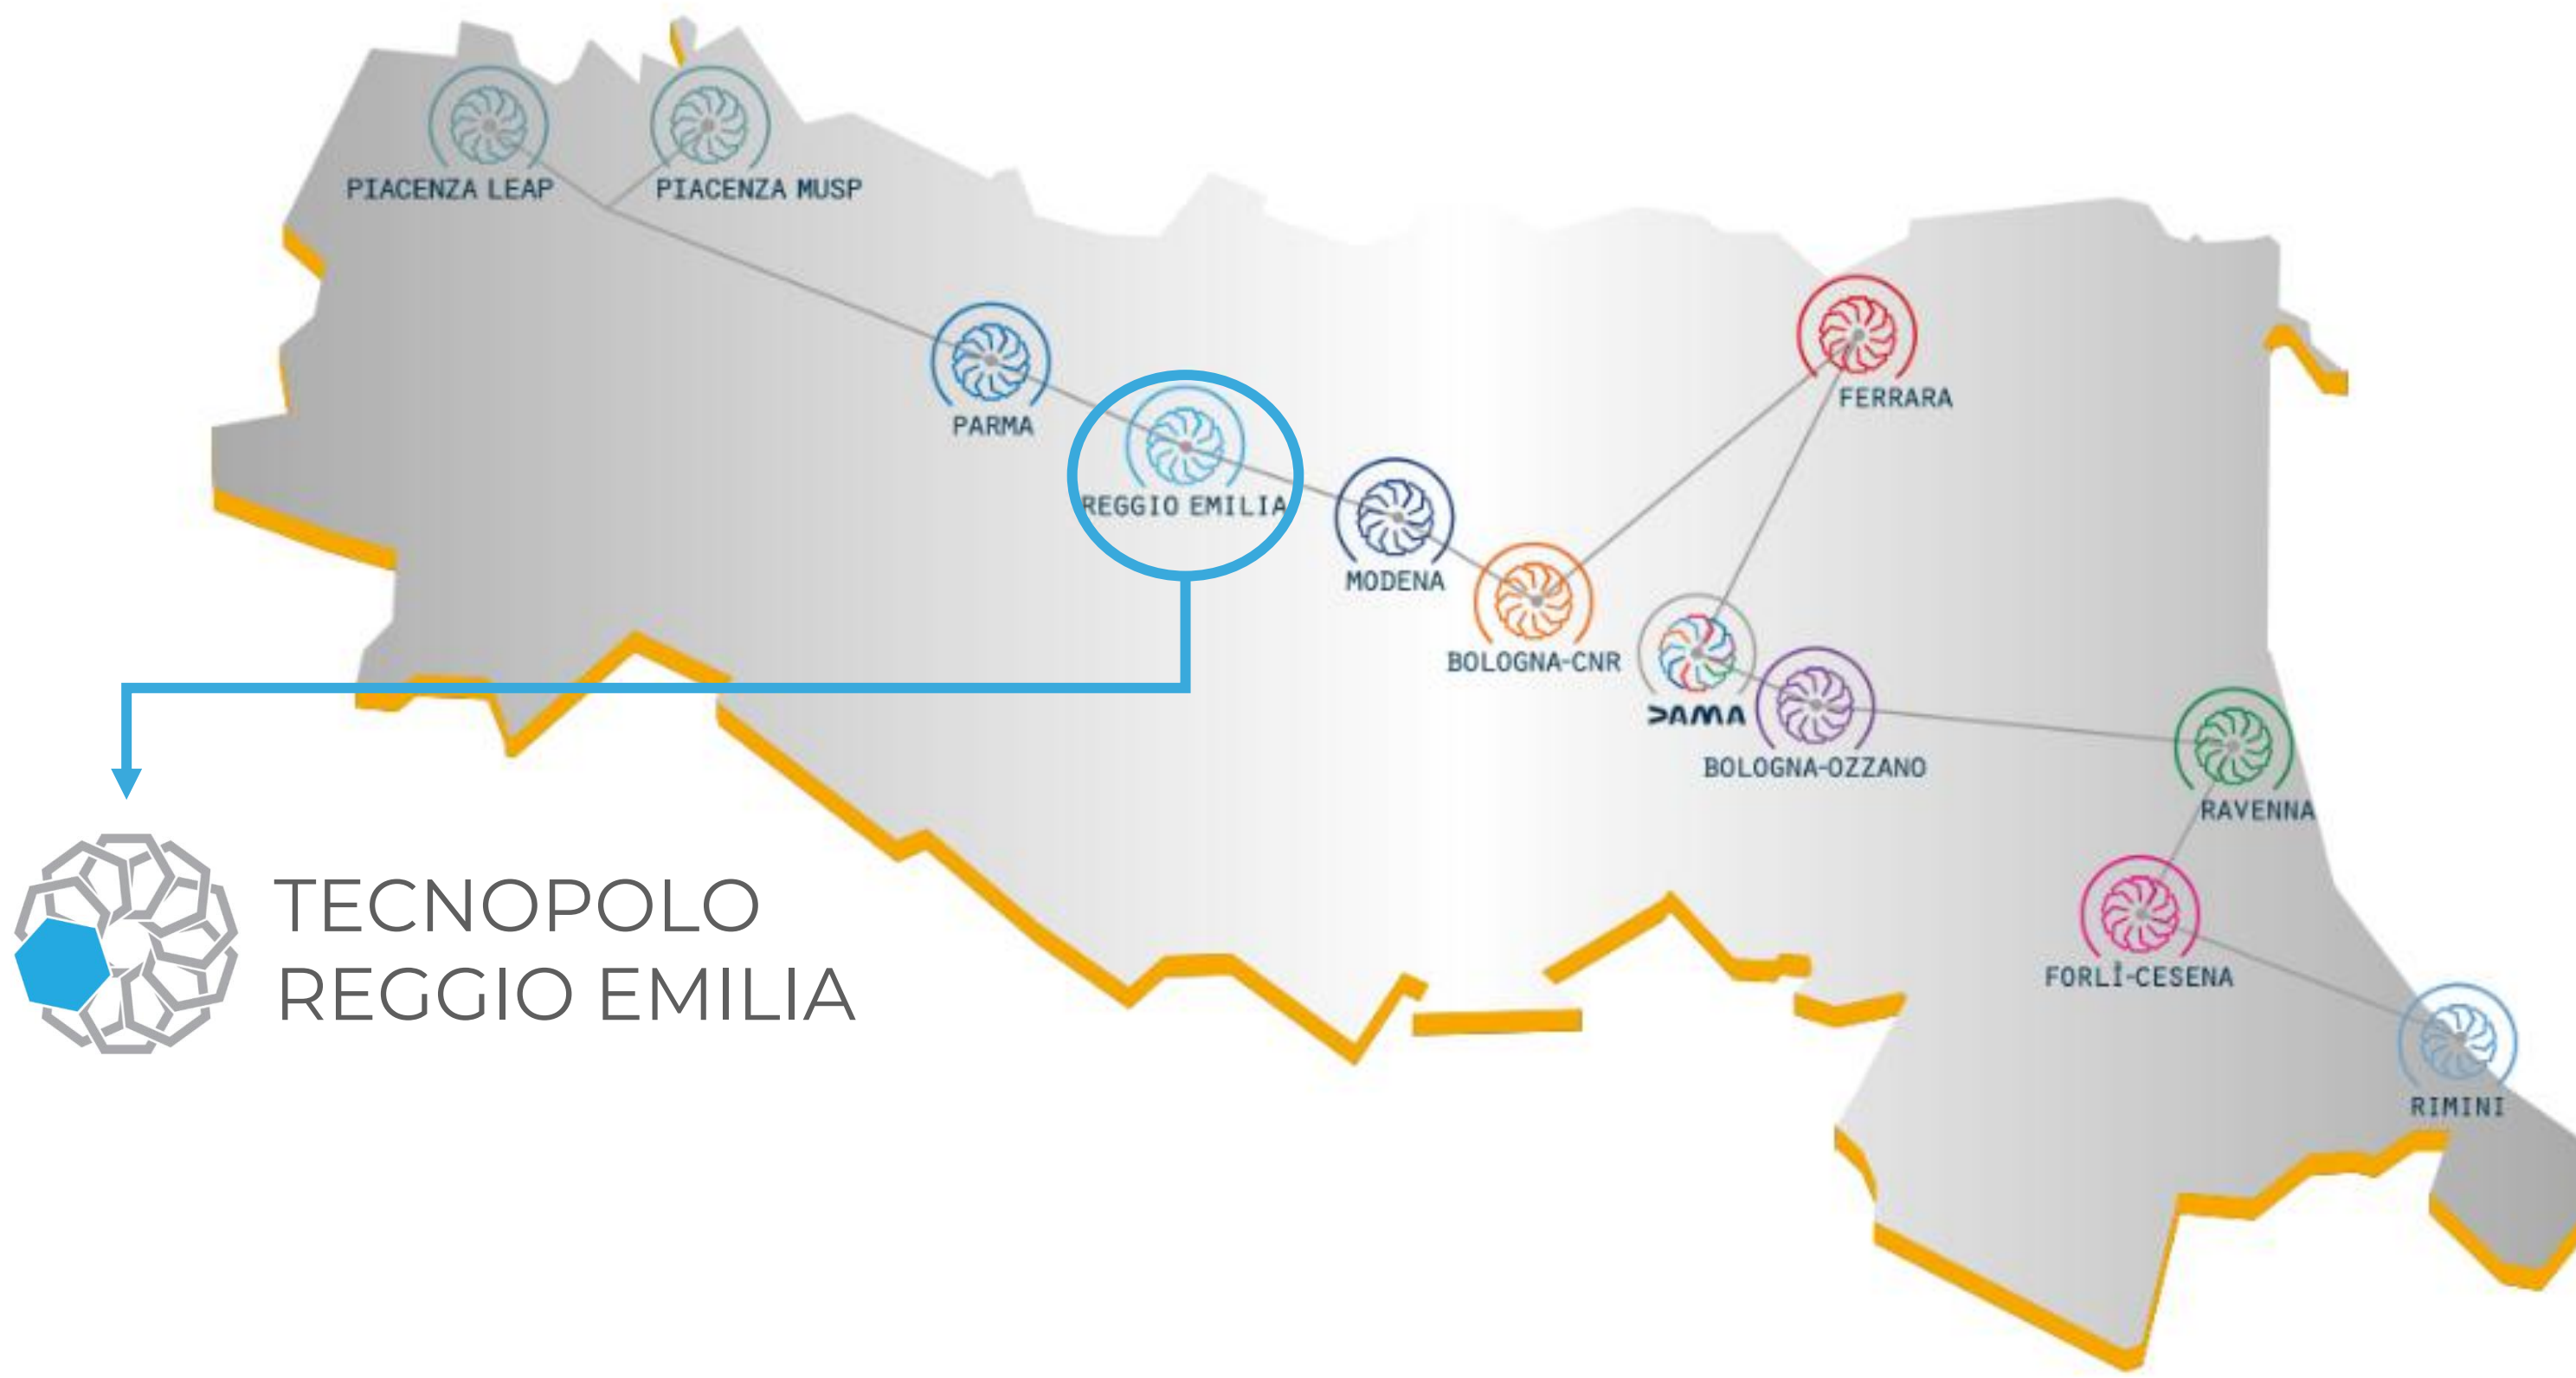 PIACENZA LEAP
PIACENZA MUSP
PARMA
FERRARA
REGGIO EMILIA
MODENA
BOLOGNA-CNR
DAMA
BOLOGNA-OZZANO
RAVENNA
FORLÌ-CESENA
RIMINI
TECNOPOLO
REGGIO EMILIA